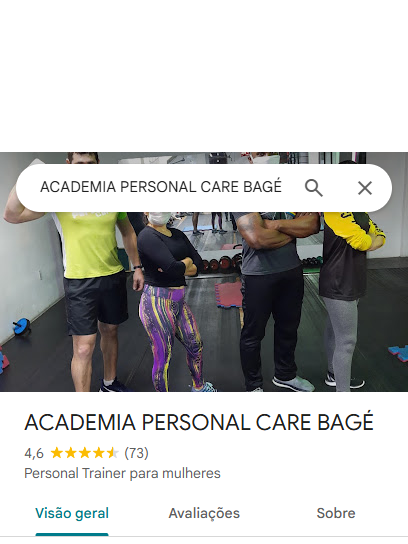 ACADEMIA PERSONAL CARE BAGÉ
ACADEMIA PERSONAL CARE BAGÉ
4,6 (73)
Personal Trainer para mulheres
Visão geral Avaliações Sobre